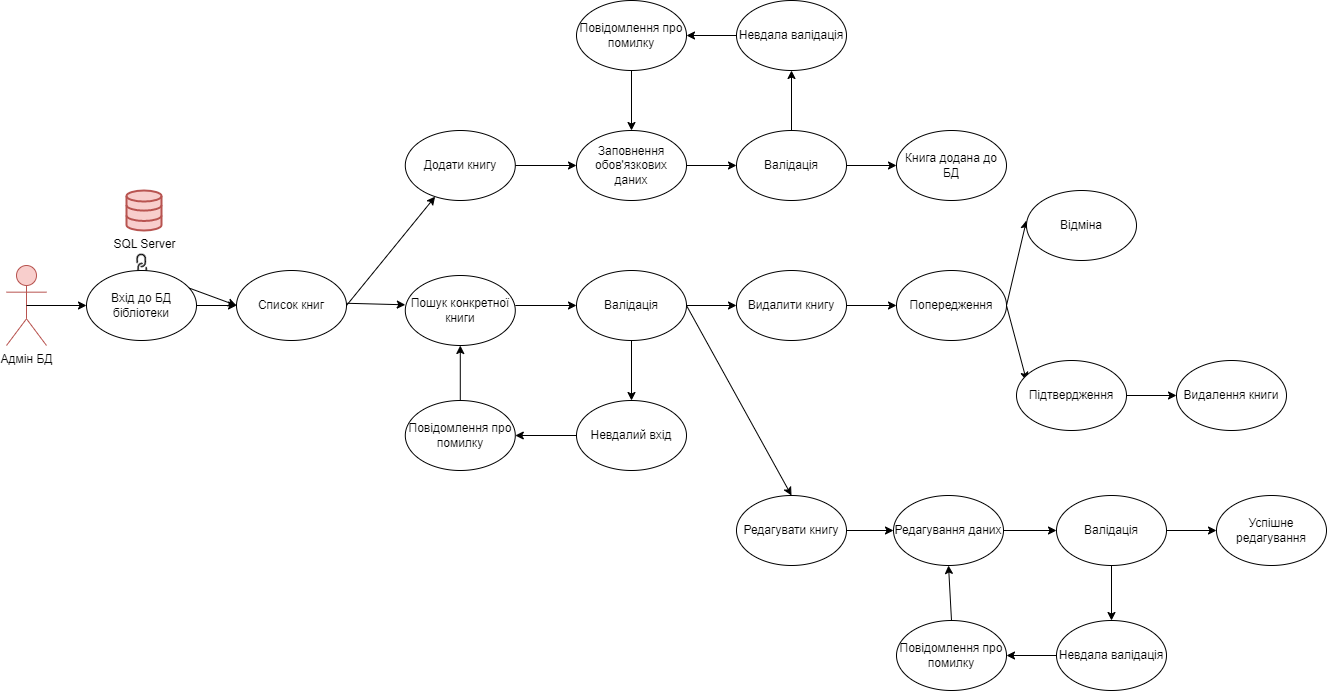 Повідомлення про
помилку
Невдала валідація
Додати книгу
Заповнення
обов'язкових
даних
Валідація
Книга додана до
БД
SQL Server
Відміна
Адмін БД
Вхід до БД
бібліотеки
Список книг
Пошук конкретної
книги
Валідація
Видалити книгу
Попередження
Підтвердження
Видалення книги
Повідомлення про
помилку
Невдалий вхід
Редагувати книгу
Редагування даних
Валідація
Успішне
редагування
Повідомлення про
помилку
Невдала валідація